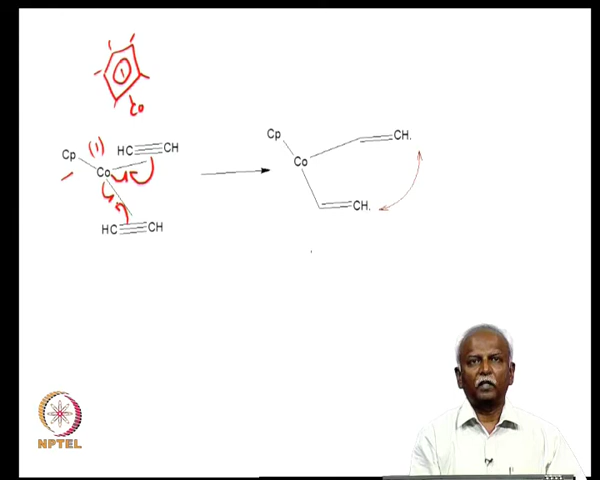 Co
Cp (1) HC≡CH
Co
HC≡CH
Cp
Co
CH.
CH.
NPTEL